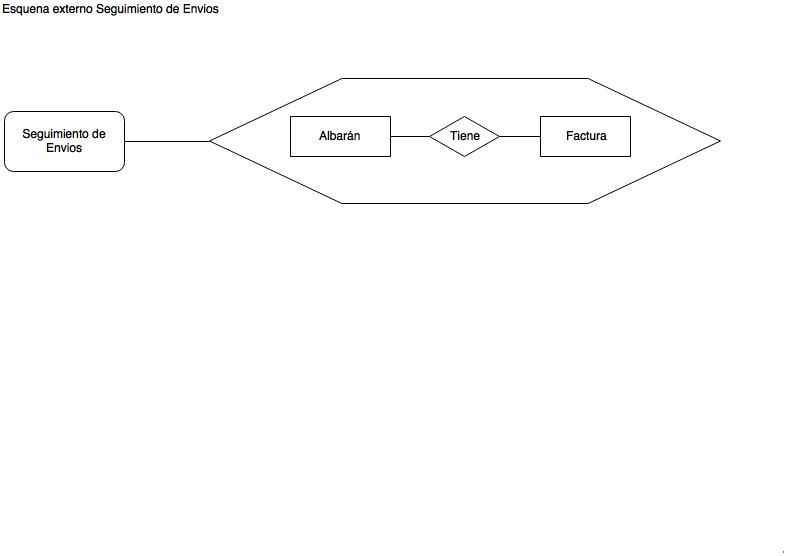 Esquena externo Seguimiento de Envios
Seguimiento de
Envios
Albarán
Tiene
Factura